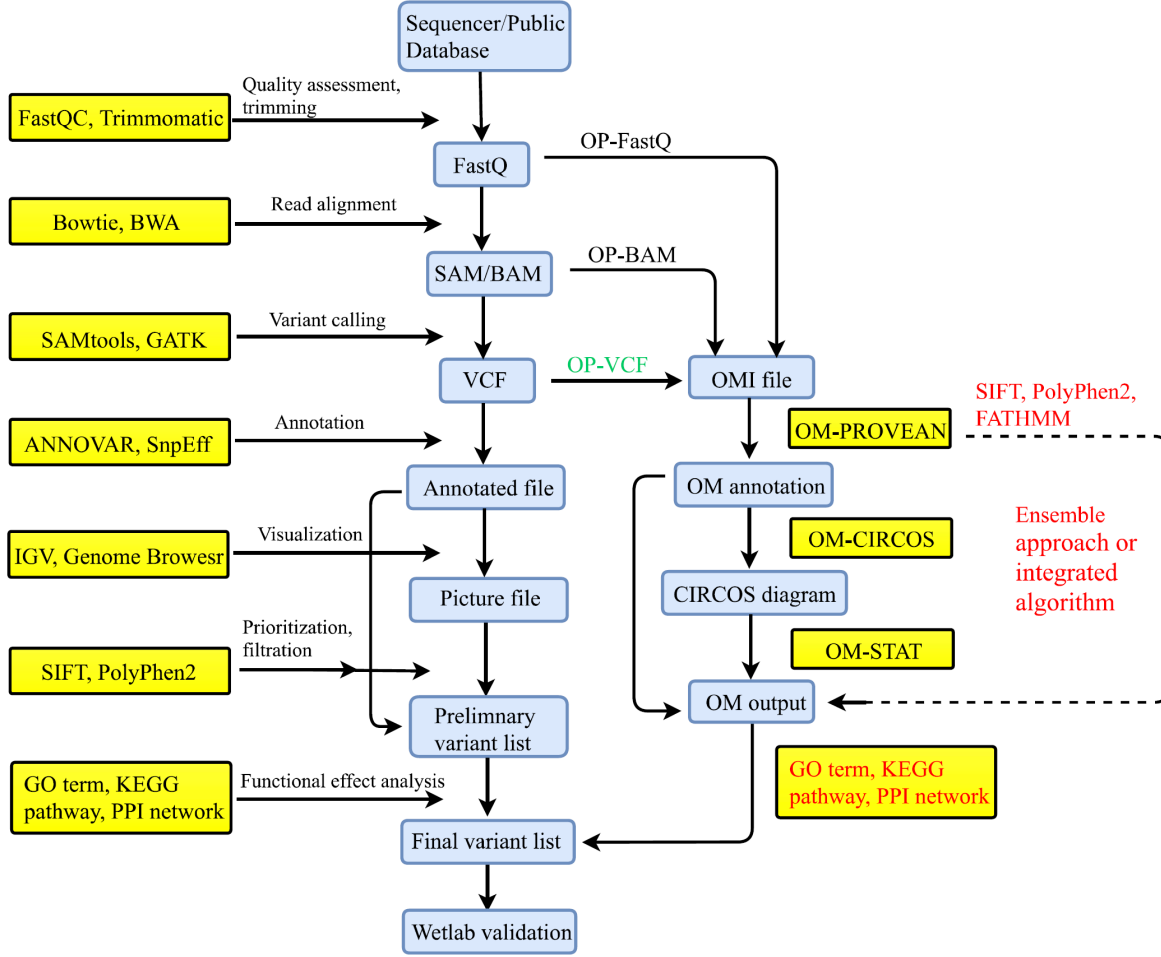 Sequencer/Public
Database
Quality assessment,
trimming
FastQC, Trimmomatic
OP-FastQ
FastQ
Read alignment
Bowtie, BWA
OP-BAM
SAM/BAM
Variant calling
SAMtools, GATK
OP-VCF
VCF
OMI file
SIFT, PolyPhen2,
FATHMM
Annotation
ANNOVAR, SnpEff
OM-PROVEAN
Annotated file
OM annotation
Visualization
IGV, Genome Browesr
OM-CIRCOS
Ensemble
approach or
integrated
algorithm
Picture file
CIRCOS diagram
Prioritization,
filtration
SIFT, PolyPhen2
OM-STAT
Prelimnary
variant list
OM output
Functional effect analysis
GO term, KEGG
pathway, PPI network
GO term, KEGG
pathway, PPI network
Final variant list
Wetlab validation